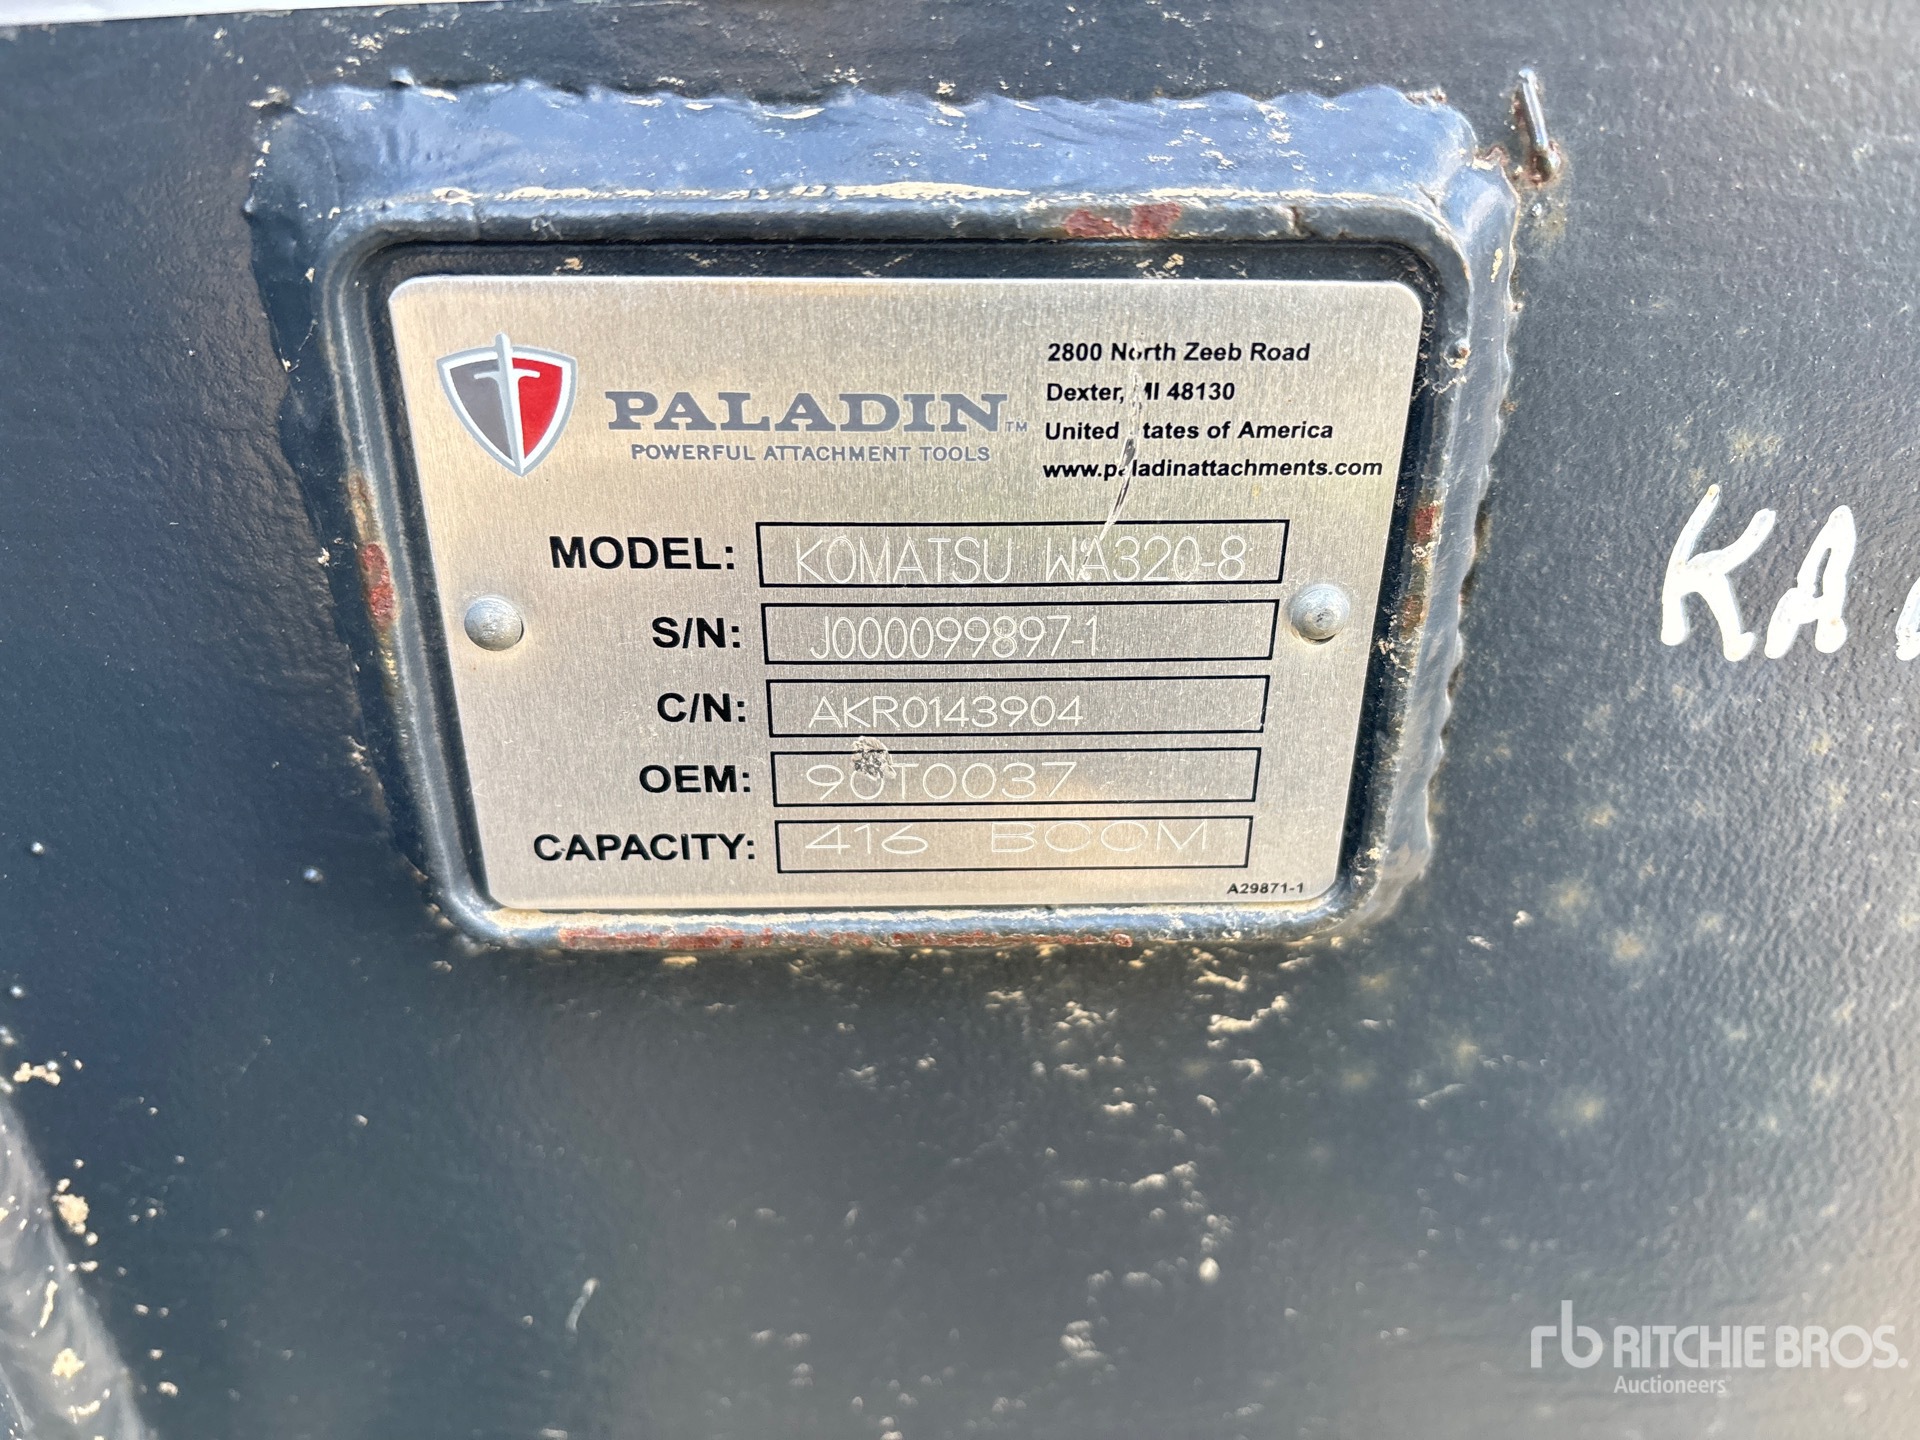 PALADIN™
POWERFUL ATTACHMENT TOOLS
2800 North Zeeb Road
Dexter, MI 48130
United States of America
www.paladinattachments.com
MODEL: KOMATSU WA320-8
S/N: J000099897-1
C/N: AKR0143904
OEM: 90T0037
CAPACITY: 416 BCOM
A29871-1
KA
rb RITCHIE BROS.
Auctioneers